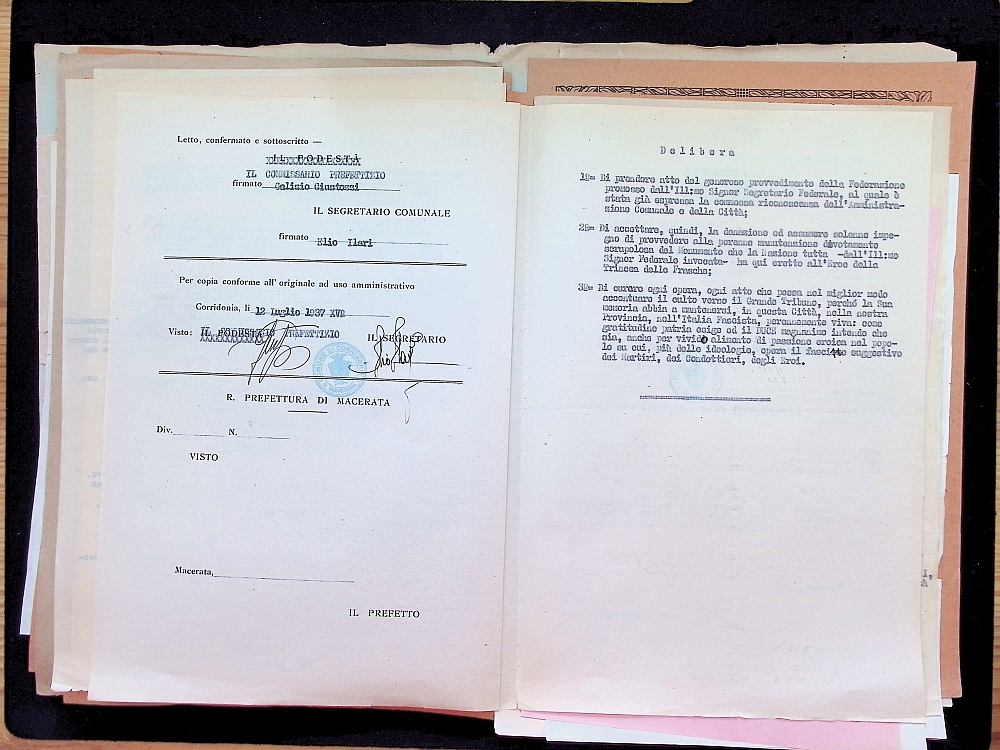 Letto, confermato e sottoscritto —
IL PODESTÀ
IL COMMISSARIO PREFETTIZIO
firmato Calisio Giustozzi
IL SEGRETARIO COMUNALE
firmato Elio Ilari
Per copia conforme all' originale ad uso amministrativo
Corridonia, li 12 Luglio 1937 XVE
Visto: IL PODESTÀ PREFETTIZIO IL SEGRETARIO
R. PREFETTURA DI MACERATA
Div. N.
VISTO
Macerata,
IL PREFETTO
Delibera
1º= Di prendere atto del generoso provvedimento della Federazione
promosso dall'Ill:mo Signor Segretario Federale, al quale è
stata già espressa la commossa riconoscenza dell'Amministra-
zione Comunale e della Città;
2º= Di accettare, quindi, la donazione ed assumere solenne impe-
gno di provvedere alla perenne manutenzione dèvotamente
scrupolosa del Monumento che la Nazione tutta -dall'Ill:mo
Signor Federale invocata- ha qui eretto all'Eroe della
Trincea delle Frasche;
3º= Di curare ogni opera, ogni atto che possa nel miglior modo
accentuare il culto verso il Grande Tribuno, perchè la Sua
memoria abbia a mantenersi, in questa Città, nella nostra
Provincia, nell'Italia Fascista, perennemente viva: come
gratitudine patria esige ed il DUCE magnanimo intende che
sia, anche per vivido alimento di passione eroica nel popo-
lo su cui, più delle ideologie, opera il fascino suggestivo
dei Martiri, dei Condottieri, degli Eroi.